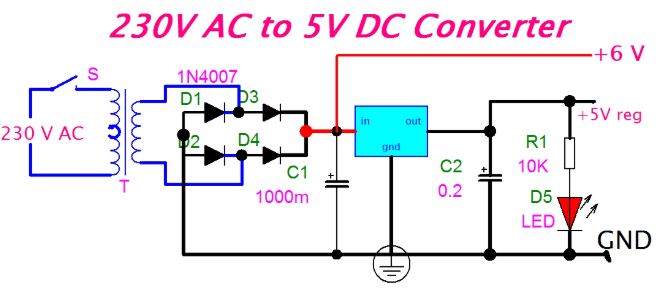 230V AC to 5V DC Converter
+6 V
S
1N4007
D1 D3
in out
+5V reg
230 V AC
D2 D4
gnd
R1
C1
C2
10K
T
1000m
+
+
0.2
D5
LED
GND